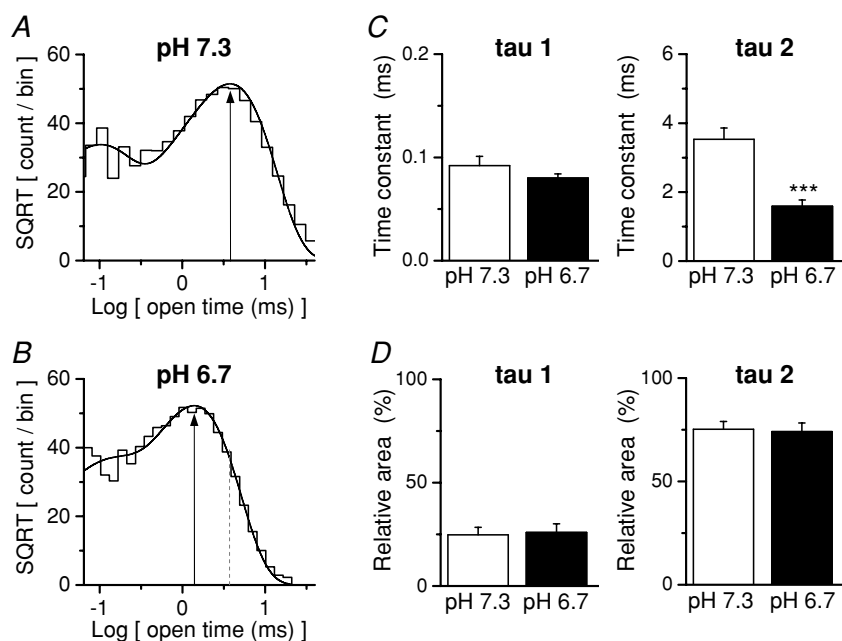 A
pH 7.3
SQRT [ count / bin ]
60
40
20
0
-1 0 1
Log [ open time (ms) ]
B
pH 6.7
SQRT [ count / bin ]
60
40
20
0
-1 0 1
Log [ open time (ms) ]
C
tau 1
Time constant (ms)
0.2
0.1
0.0
pH 7.3 pH 6.7
tau 2
Time constant (ms)
6
4
2
0
***
pH 7.3 pH 6.7
D
tau 1
Relative area (%)
100
50
0
pH 7.3 pH 6.7
tau 2
Relative area (%)
100
50
0
pH 7.3 pH 6.7